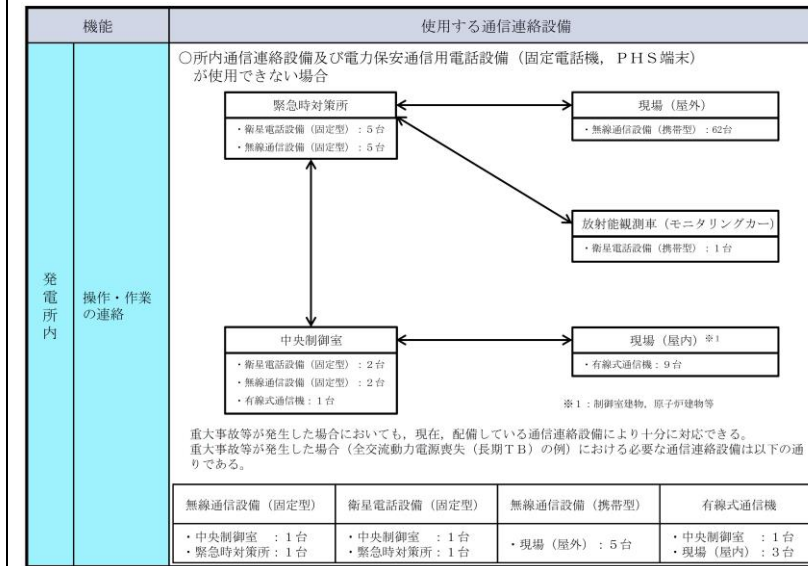 機能
使用する通信連絡設備
発電所内
操作・作業
の連絡
○所内通信連絡設備及び電力保安通信用電話設備(固定電話機,PHS端末)
が使用できない場合
緊急時対策所
・衛星電話設備(固定型):5台
・無線通信設備(固定型):5台
現場(屋外)
・無線通信設備(携帯型):62台
放射能観測車(モニタリングカー)
・衛星電話設備(携帯型):1台
中央制御室
・衛星電話設備(固定型):2台
・無線通信設備(固定型):2台
・有線式通信機:1台
現場(屋内)※1
・有線式通信機:9台
※1:制御室建物,原子炉建物等
重大事故等が発生した場合においても,現在,配備している通信連絡設備により十分に対応できる。
重大事故等が発生した場合(全交流動力電源喪失(長期TB)の例)における必要な通信連絡設備は以下の通
りである。
無線通信設備(固定型)
衛星電話設備(固定型)
無線通信設備(携帯型)
有線式通信機
・中央制御室 :1台
・緊急時対策所:1台
・中央制御室 :1台
・緊急時対策所:1台
・現場(屋外):5台
・中央制御室 :1台
・現場(屋内):3台